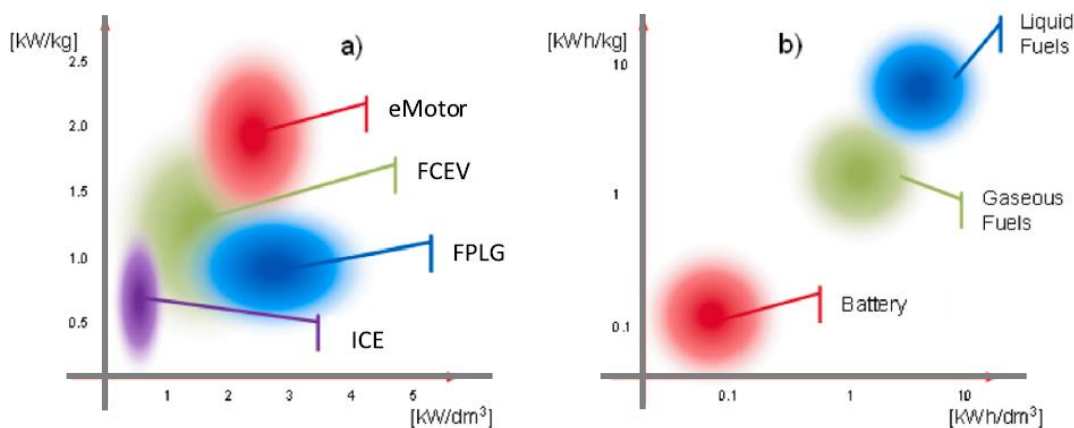 [kW/kg]
a)
2.5
2.0
1.5
1.0
0.5
eMotor
FCEV
FPLG
ICE
1 2 3 4 5
[kW/dm³]
[kWh/kg]
b)
10
1
0.1
Liquid
Fuels
Gaseous
Fuels
Battery
0.1 1 10
[kWh/dm³]